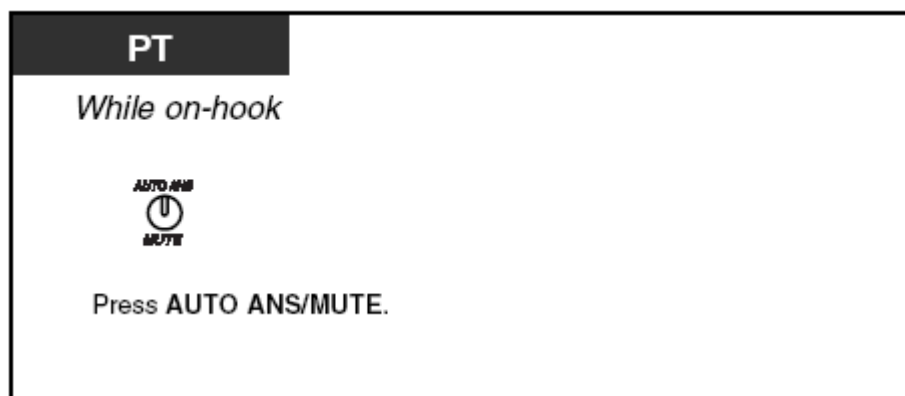 PT
While on-hook
AUTO ANS
MUTE
Press AUTO ANS/MUTE.